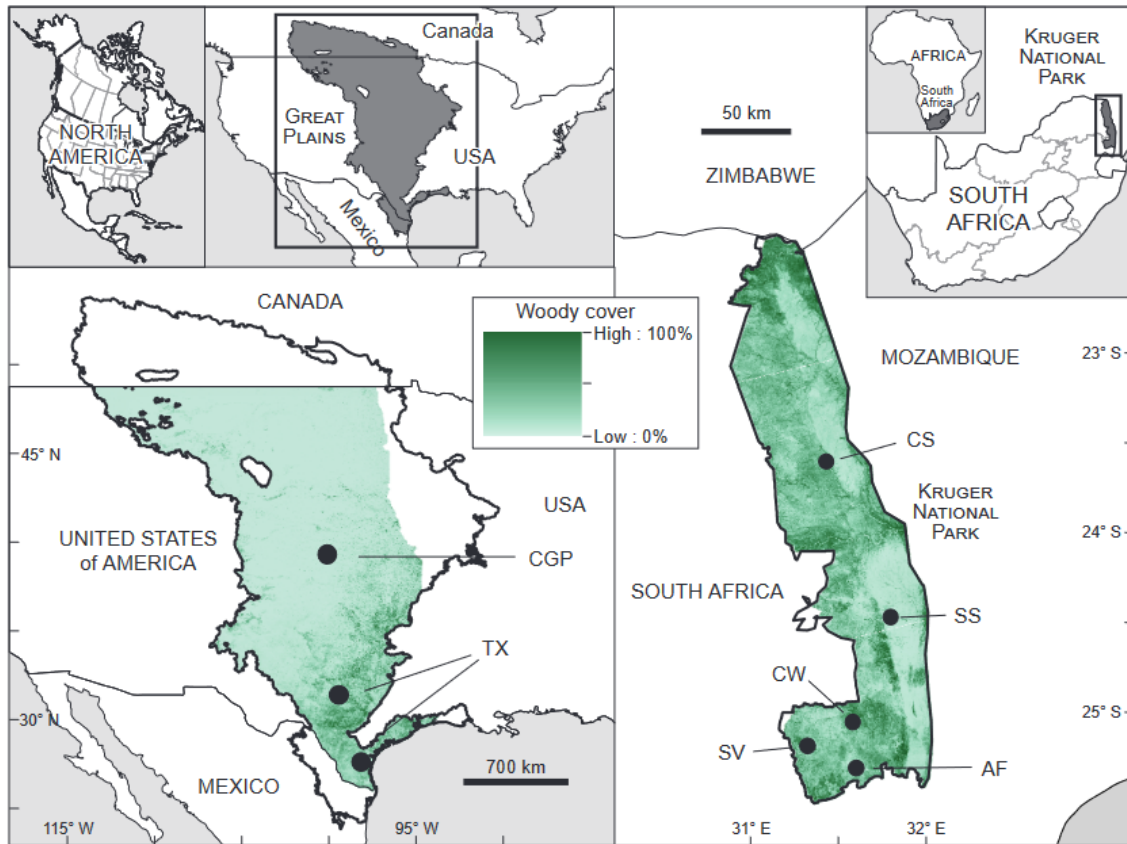 NORTH
AMERICA
Canada
GREAT
PLAINS
USA
Mexico
50 km
ZIMBABWE
AFRICA
South
Africa
KRUGER
NATIONAL
PARK
SOUTH
AFRICA
CANADA
Woody cover
High : 100%
Low : 0%
MOZAMBIQUE
23° S
45° N
USA
UNITED STATES
of AMERICA
CGP
CS
KRUGER
NATIONAL
PARK
24° S
SOUTH AFRICA
SS
TX
CW
30° N
25° S
SV
AF
MEXICO
700 km
115° W
95° W
31° E
32° E